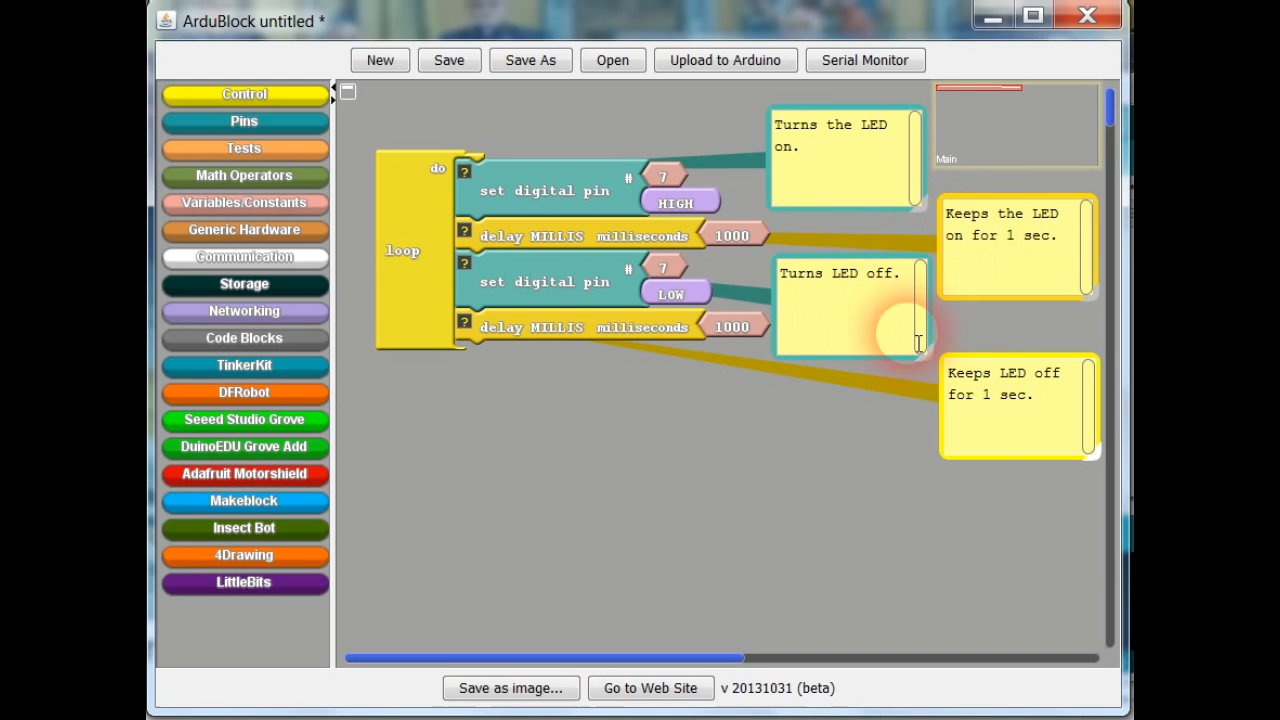 ArduBlock untitled *
New Save Save As Open Upload to Arduino Serial Monitor
Control
Pins
Tests
Math Operators
Variables/Constants
Generic Hardware
Communication
Storage
Networking
Code Blocks
TinkerKit
DFRobot
Seeed Studio Grove
DuinoEDU Grove Add
Adafruit Motorshield
Makeblock
Insect Bot
4Drawing
LittleBits
loop
do
? set digital pin # 7
HIGH
? delay MILLIS milliseconds 1000
? set digital pin # 7
LOW
? delay MILLIS milliseconds 1000
Turns the LED
on.
Main
Keeps the LED
on for 1 sec.
Turns LED off.
Keeps LED off
for 1 sec.
Save as image... Go to Web Site v 20131031 (beta)